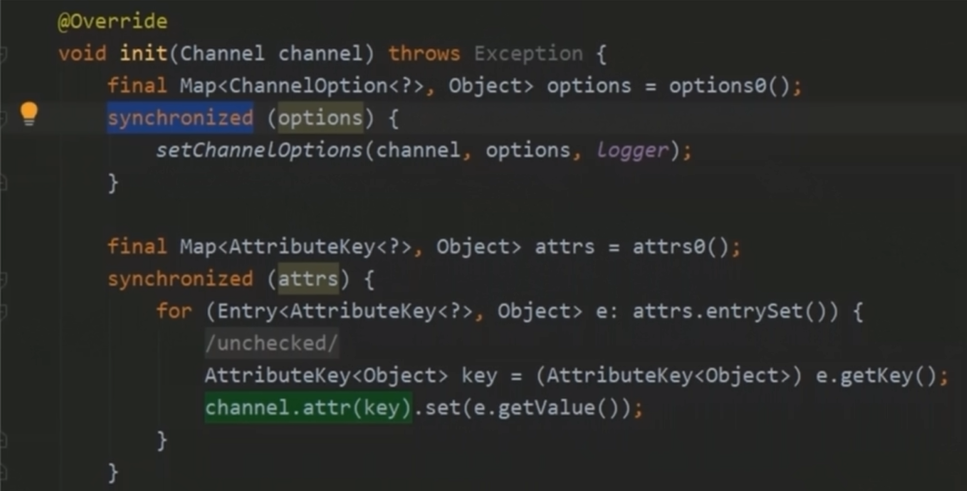 @Override
void init(Channel channel) throws Exception {
final Map<ChannelOption<?>, Object> options = options0();
synchronized (options) {
setChannelOptions(channel, options, logger);
}
final Map<AttributeKey<?>, Object> attrs = attrs0();
synchronized (attrs) {
for (Entry<AttributeKey<?>, Object> e: attrs.entrySet()) {
/unchecked/
AttributeKey<Object> key = (AttributeKey<Object>) e.getKey();
channel.attr(key).set(e.getValue());
}
}